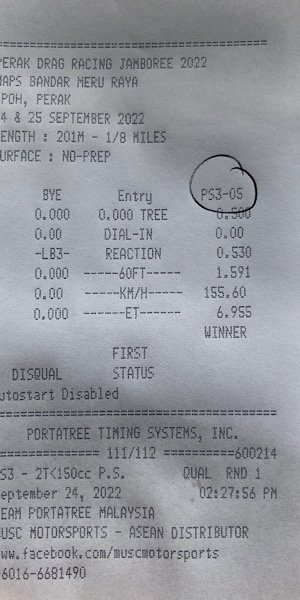 =============================================
PERAK DRAG RACING JAMBOREE 2022
MAPS BANDAR MERU RAYA
IPOH, PERAK
24 & 25 SEPTEMBER 2022
LENGTH : 201M - 1/8 MILES
SURFACE : NO-PREP
BYE Entry PS3-05
0.000 0.000 TREE 0.500
0.00 DIAL-IN 0.00
-LB3- REACTION 0.530
0.000 -----60FT----- 1.591
0.00 ------KM/H----- 155.60
0.000 ------ET------ 6.955
WINNER
FIRST
DISQUAL STATUS
Autostart Disabled
=============================================
PORTATREE TIMING SYSTEMS, INC.
============== 111/112 ==========600214
PS3 - 2T<150cc P.S. QUAL RND 1
September 24, 2022 02:27:56 PM
TEAM PORTATREE MALAYSIA
MUSC MOTORSPORTS - ASEAN DISTRIBUTOR
www.facebook.com/muscmotorsports
6016-6681490